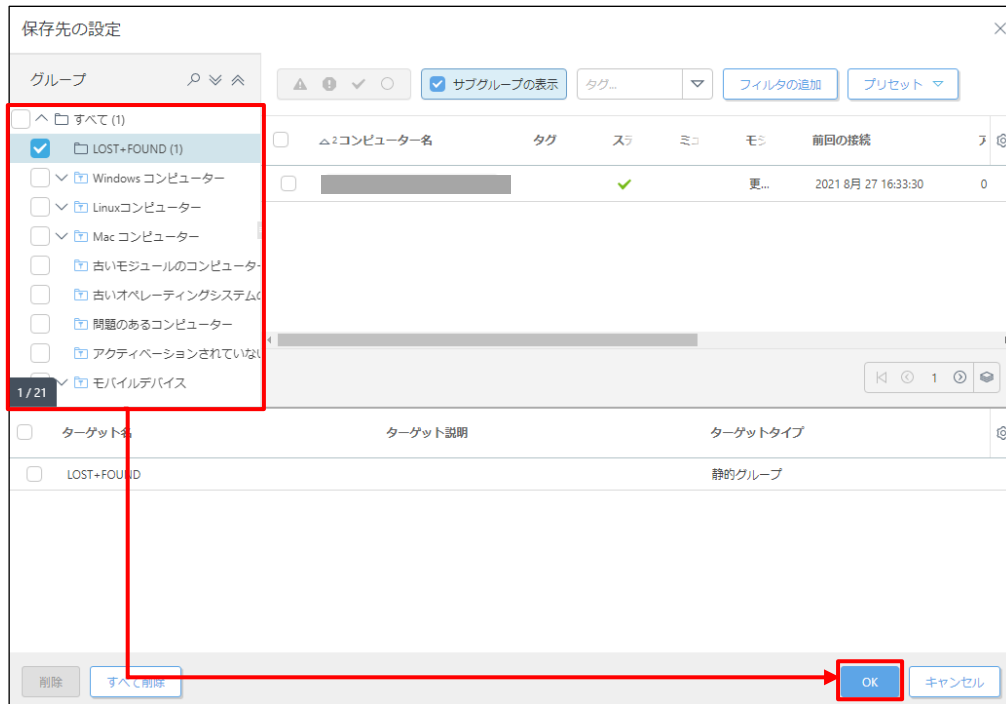 保存先の設定
グループ
サブグループの表示
タグ...
フィルタの追加
プリセット
すべて (1)
LOST+FOUND (1)
Windows コンピューター
Linuxコンピューター
Mac コンピューター
古いモジュールのコンピューター
古いオペレーティングシステムの
問題のあるコンピューター
アクティベーションされていない
モバイルデバイス
1 / 21
2コンピューター名 タグ ステ ミュ モジ 前回の接続 ア
更... 2021 8月 27 16:33:30 0
1
ターゲット名 ターゲット説明 ターゲットタイプ
LOST+FOUND 静的グループ
削除 すべて削除 OK キャンセル